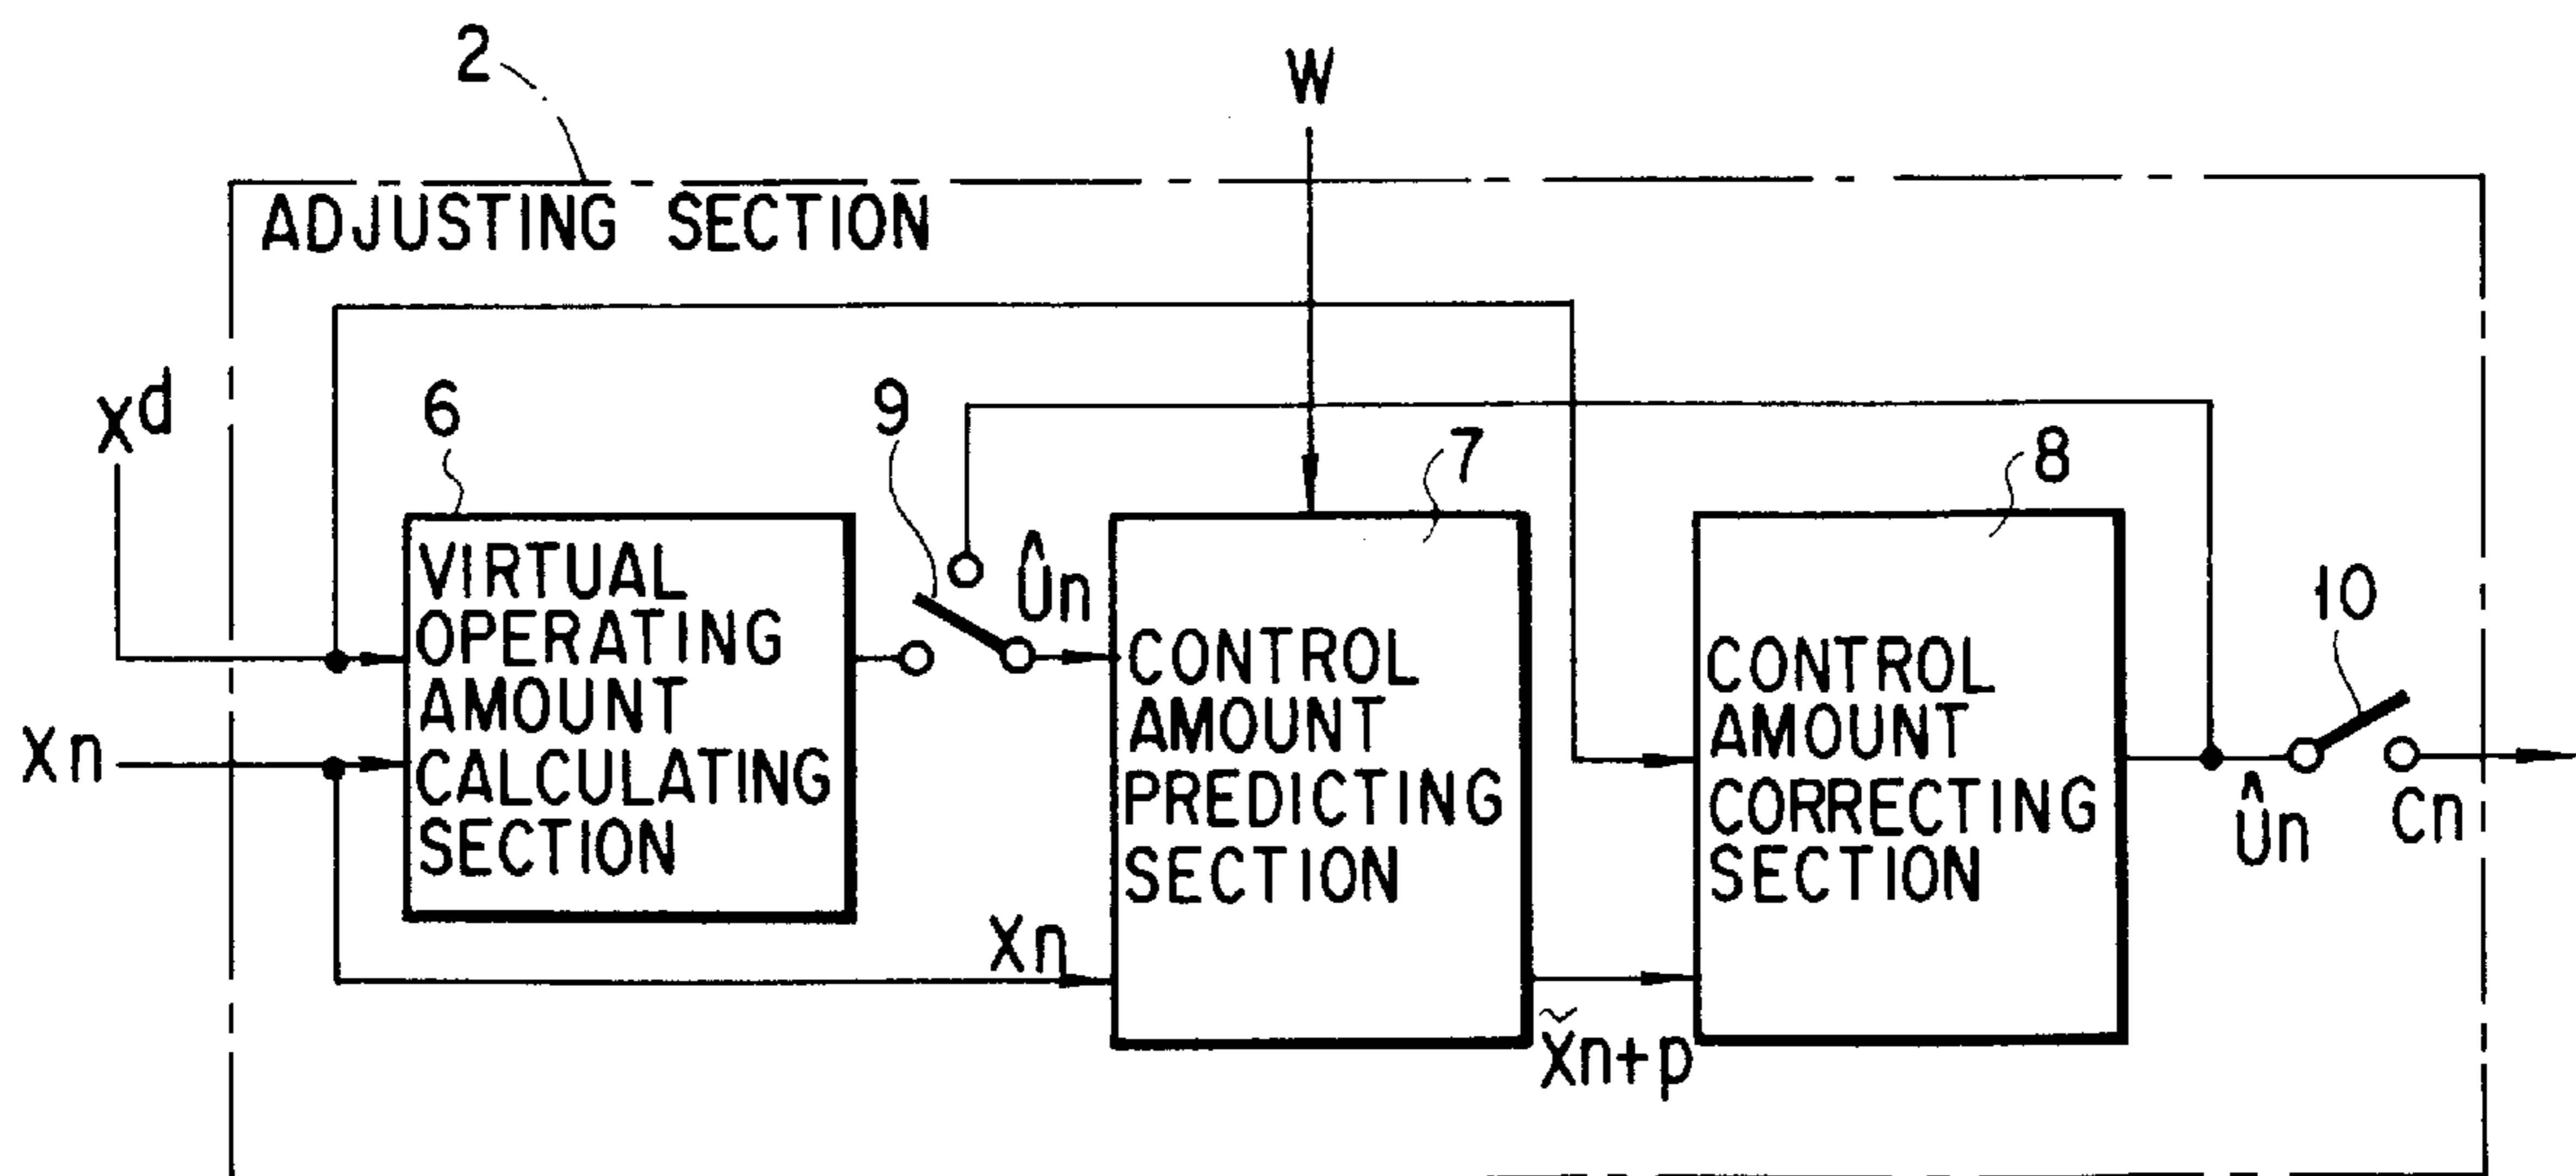 2
W
ADJUSTING SECTION
Xd
6
9
7
8
10
VIRTUAL
OPERATING
AMOUNT
CALCULATING
SECTION
Ûn
CONTROL
AMOUNT
PREDICTING
SECTION
CONTROL
AMOUNT
CORRECTING
SECTION
Xn
Xn
Ûn
Cn
X̃n+p